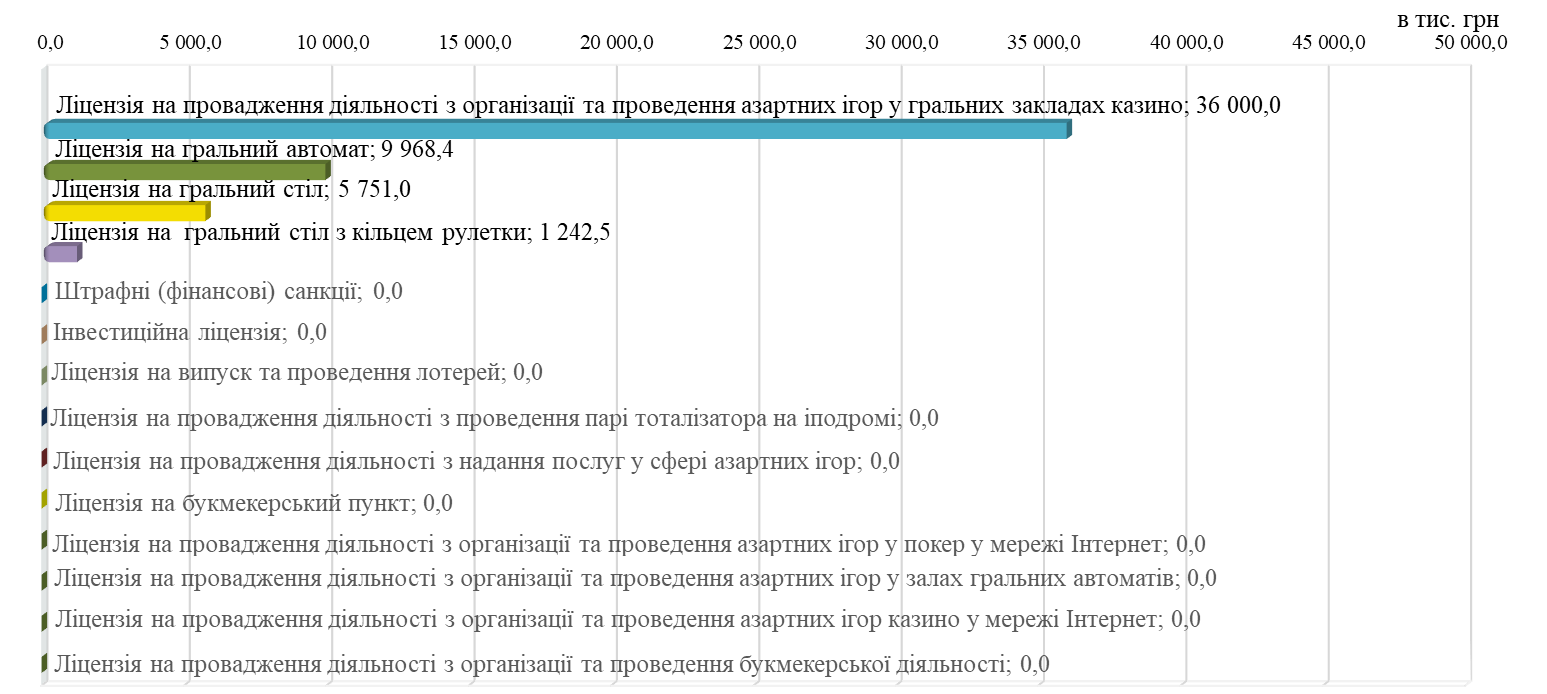 в тис. грн
0,0 5 000,0 10 000,0 15 000,0 20 000,0 25 000,0 30 000,0 35 000,0 40 000,0 45 000,0 50 000,0
Ліцензія на провадження діяльності з організації та проведення азартних ігор у гральних закладах казино; 36 000,0
Ліцензія на гральний автомат; 9 968,4
Ліцензія на гральний стіл; 5 751,0
Ліцензія на гральний стіл з кільцем рулетки; 1 242,5
Штрафні (фінансові) санкції; 0,0
Інвестиційна ліцензія; 0,0
Ліцензія на випуск та проведення лотерей; 0,0
Ліцензія на провадження діяльності з проведення парі тоталізатора на іподромі; 0,0
Ліцензія на провадження діяльності з надання послуг у сфері азартних ігор; 0,0
Ліцензія на букмекерський пункт; 0,0
Ліцензія на провадження діяльності з організації та проведення азартних ігор у покер у мережі Інтернет; 0,0
Ліцензія на провадження діяльності з організації та проведення азартних ігор у залах гральних автоматів; 0,0
Ліцензія на провадження діяльності з організації та проведення азартних ігор казино у мережі Інтернет; 0,0
Ліцензія на провадження діяльності з організації та проведення букмекерської діяльності; 0,0